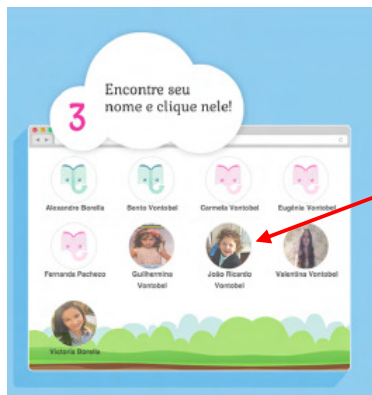 3
Encontre seu
nome e clique nele!
Alexandre Borella
Bento Vontobel
Carmela Vontobel
Eugênia Vontobel
Fernanda Pacheco
Guilhermina
Vontobel
João Ricardo
Vontobel
Valentina Vontobel
Victoria Borella